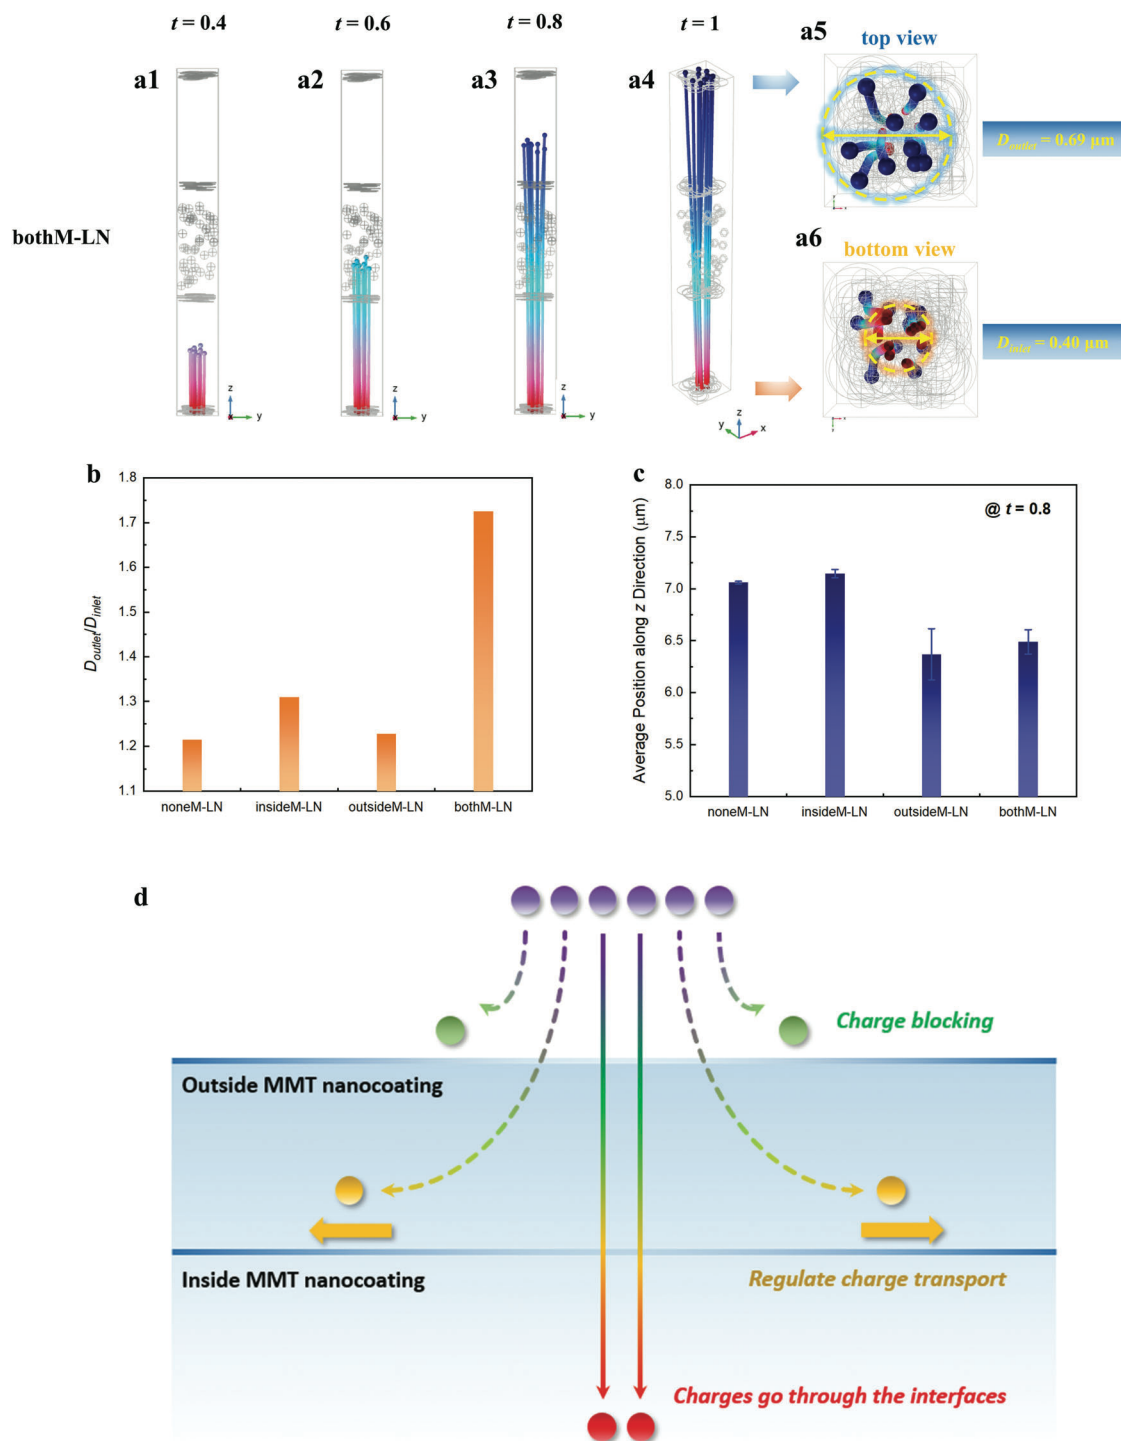 t = 0.4
t = 0.6
t = 0.8
t = 1
a1
a2
a3
a4
a5
top view
D_outlet = 0.69 μm
bothM-LN
a6
bottom view
D_inlet = 0.40 μm
z
y
z
y
z
y
z
y
x
b
1.8
1.7
1.6
1.5
1.4
1.3
1.2
1.1
D_outlet/D_inlet
noneM-LN
insideM-LN
outsideM-LN
bothM-LN
c
8.0
7.5
7.0
6.5
6.0
5.5
5.0
Average Position along z Direction (μm)
@ t = 0.8
noneM-LN
insideM-LN
outsideM-LN
bothM-LN
d
Charge blocking
Outside MMT nanocoating
Inside MMT nanocoating
Regulate charge transport
Charges go through the interfaces